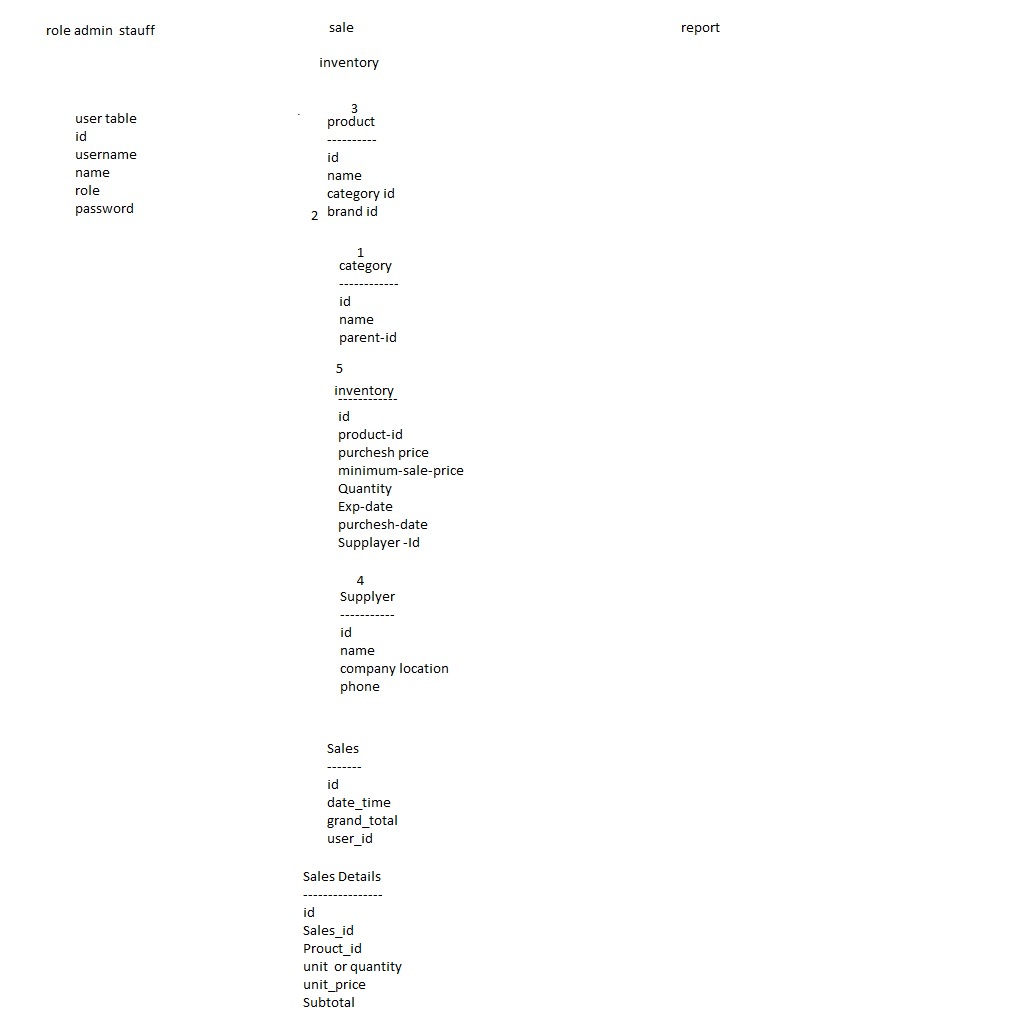 role admin  stauff
sale
report
inventory
user table
id
username
name
role
password
3
product
----------
id
name
category id
brand id
2
1
category
------------
id
name
parent-id
5
inventory
------------
id
product-id
purchesh price
minimum-sale-price
Quantity
Exp-date
purchesh-date
Supplayer -Id
4
Supplyer
-----------
id
name
company location
phone
Sales
-------
id
date_time
grand_total
user_id
Sales Details
----------------
id
Sales_id
Prouct_id
unit  or quantity
unit_price
Subtotal